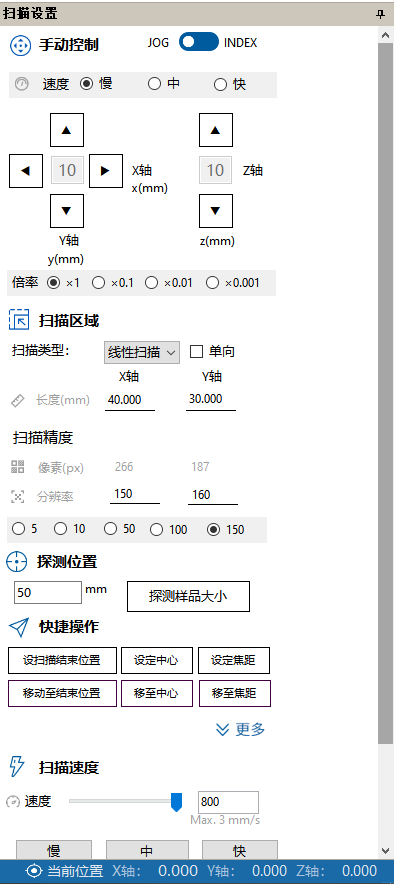 扫描设置
手动控制 JOG INDEX
速度 慢 中 快
▲ ▲
◀ 10 ▶ X轴 10 Z轴
x(mm)
▼ ▼
Y轴 z(mm)
y(mm)
倍率 ×1 ×0.1 ×0.01 ×0.001
扫描区域
扫描类型: 线性扫描 单向
X轴 Y轴
长度(mm) 40.000 30.000
扫描精度
像素(px) 266 187
分辨率 150 160
5 10 50 100 150
探测位置
50 mm 探测样品大小
快捷操作
设扫描结束位置 设定中心 设定焦距
移动至结束位置 移至中心 移至焦距
更多
扫描速度
速度 800
Max. 3 mm/s
慢 中 快
当前位置 X轴: 0.000 Y轴: 0.000 Z轴: 0.000